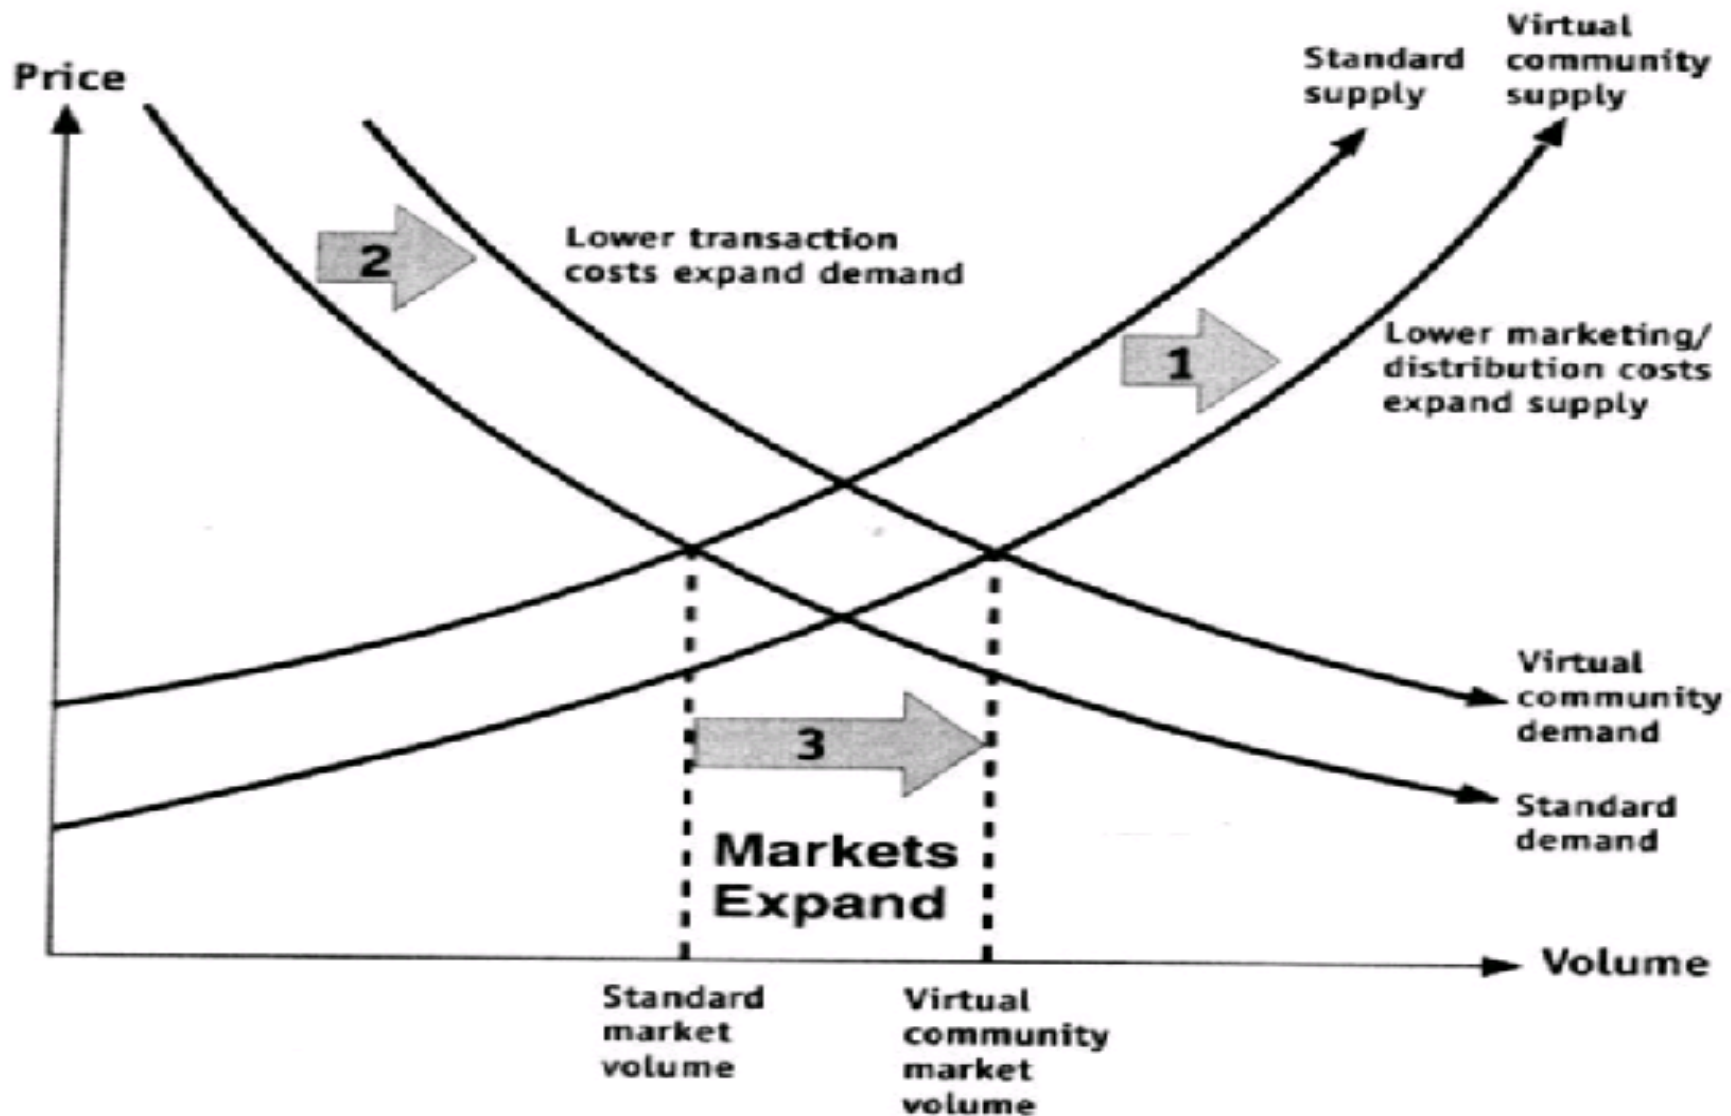 Price
Standard
supply
Virtual
community
supply
2
Lower transaction
costs expand demand
1
Lower marketing/
distribution costs
expand supply
Virtual
community
demand
3
Standard
demand
Markets
Expand
Volume
Standard
market
volume
Virtual
community
market
volume